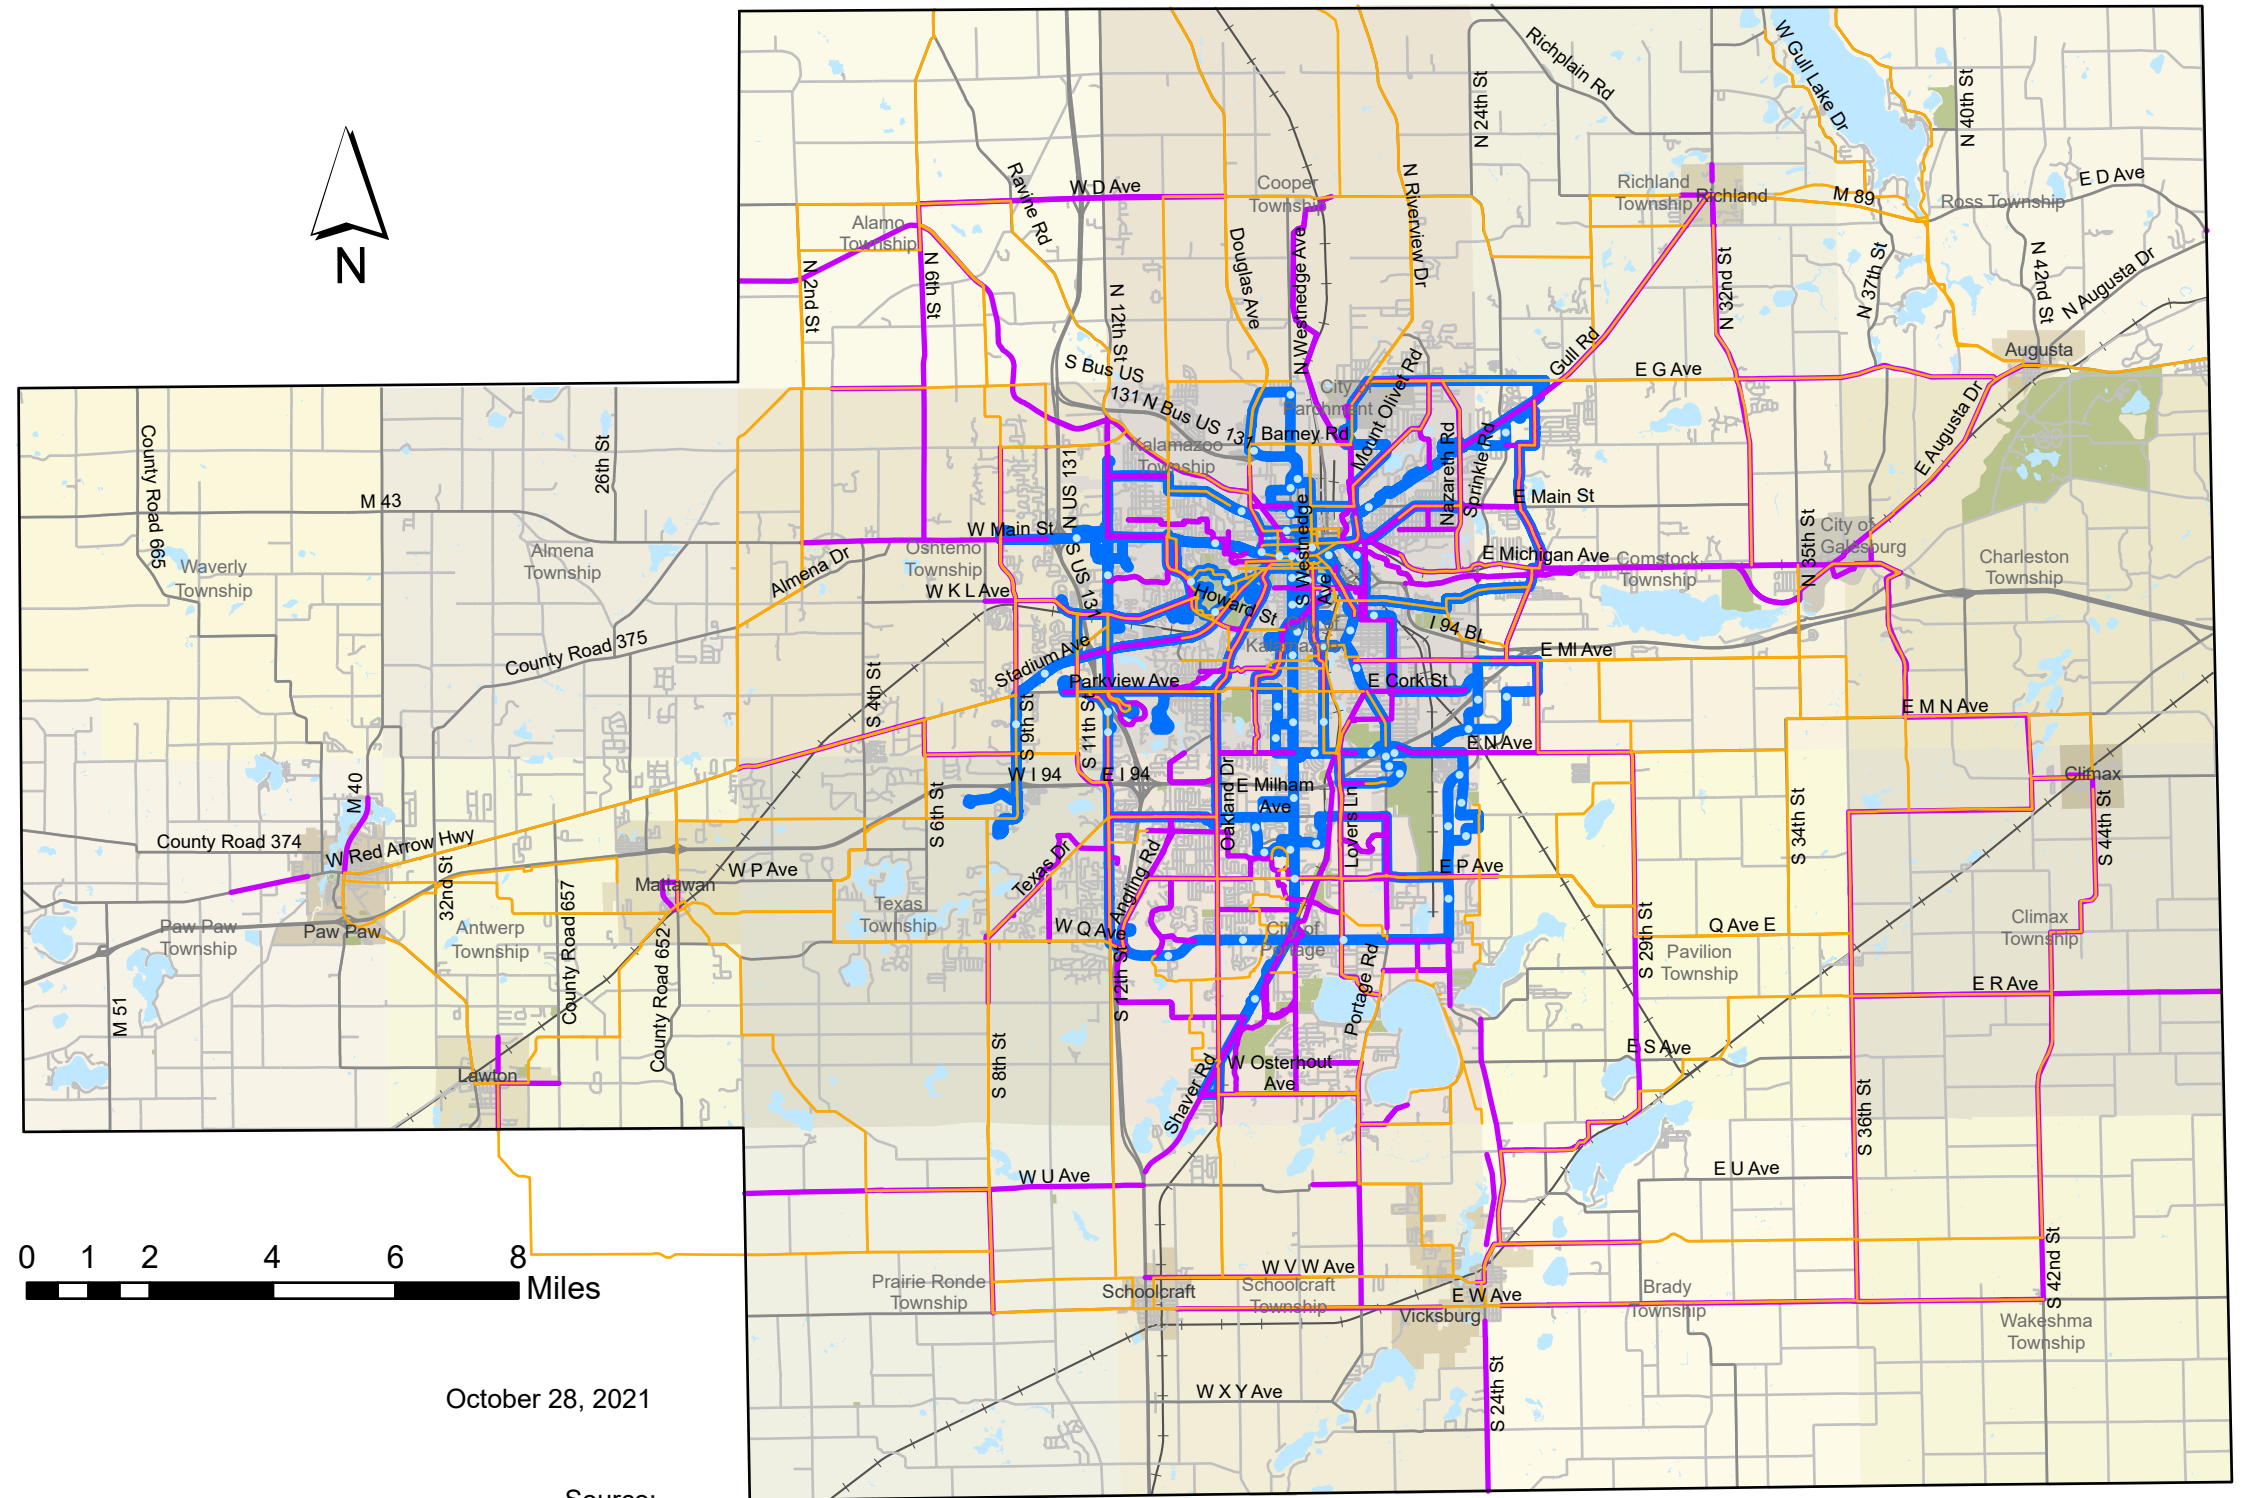 Richplain Rd
W Gull Lake Dr
N 24th St
N 40th St
Ravine Rd
W D Ave
Cooper
Township
N Riverview Dr
Richland
Township
Richland
M 89
Ross Township
E D Ave
Alamo
Township
N
N 2nd St
N 6th St
N 12th St
Douglas Ave
N Westnedge Ave
N 32nd St
N 37th St
N 42nd St
N Augusta Dr
S Bus US
131 N Bus US 131
Gull Rd
E G Ave
Augusta
City of
Parchment
Mount Olivet Rd
Barney Rd
Kalamazoo
Township
Nazareth Rd
Sprinkle Rd
E Augusta Dr
County Road 665
26th St
M 43
N US 131
W Main St
E Main St
S Westnedge
Ave
N 35th St
City of
Galesburg
Waverly
Township
Almena
Township
Almena Dr
Oshtemo
Township
S US 131
E Michigan Ave
Comstock
Township
Charleston
Township
W K L Ave
Howard St
I 94 BL
City of
Kalamazoo
E MI Ave
County Road 375
Stadium Ave
Parkview Ave
E Cork St
S 4th St
S 9th St
S 11th St
E M N Ave
E N Ave
M 40
W I 94
E I 94
Oakland Dr
E Milham
Ave
Lovers Ln
Climax
County Road 374
W Red Arrow Hwy
S 6th St
S 34th St
S 44th St
32nd St
W P Ave
Texas Dr
Angling Rd
E P Ave
Mattawan
County Road 657
Texas
Township
Paw Paw
Township
Paw Paw
Antwerp
Township
W Q Ave
City of
Portage
Q Ave E
S 29th St
Pavilion
Township
Climax
Township
County Road 652
M 51
S 12th St
Portage Rd
E R Ave
S 8th St
E S Ave
Lawton
Shaver Rd
W Osterhout
Ave
S 36th St
W U Ave
E U Ave
0 1 2 4 6 8
Miles
W V W Ave
Prairie Ronde
Township
Schoolcraft
Schoolcraft
Township
E W Ave
Vicksburg
Brady
Township
S 42nd St
Wakeshma
Township
S 24th St
W X Y Ave
October 28, 2021
Source: